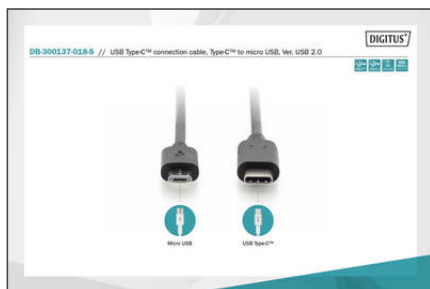 DIGITUS®
DB-300137-018-S // USB Type-C™ connection cable, Type-C™ to micro USB, Ver. USB 2.0
Micro USB
USB Type-C™